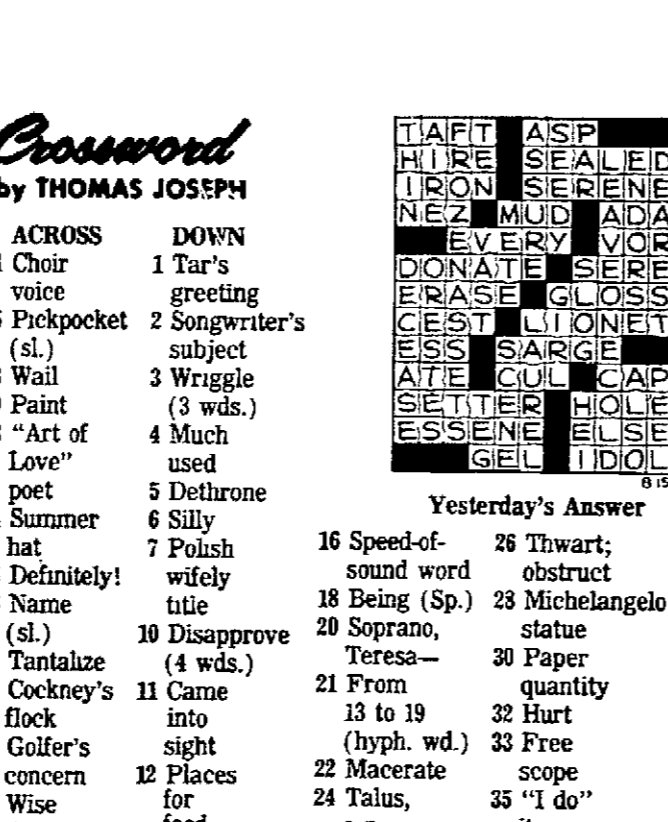 Crossword
by THOMAS JOSEPH
ACROSS
Choir
voice
Pickpocket
(sl.)
Wail
Paint
"Art of
Love"
poet
Summer
hat
Definitely!
Name
(sl.)
Tantalize
Cockney's
flock
Golfer's
concern
Wise
DOWN
1 Tar's
greeting
2 Songwriter's
subject
3 Wriggle
(3 wds.)
4 Much
used
5 Dethrone
6 Silly
7 Polish
wifely
title
10 Disapprove
(4 wds.)
11 Came
into
sight
12 Places
for
TAFT ASP
HIRE SEALED
IRON SERENE
NEZ MUD ADA
EVERY VOR
DONATE SERE
ERASE GLOSS
CEST LIONET
ESS SARGE
ATE CUL CAP
SETTER HOLE
ESSENE ELSE
GEL IDOL
8 15
Yesterday's Answer
16 Speed-of-
sound word
18 Being (Sp.)
20 Soprano,
Teresa—
21 From
13 to 19
(hyph. wd.)
22 Macerate
24 Talus,
26 Thwart;
obstruct
28 Michelangelo
statue
30 Paper
quantity
32 Hurt
33 Free
scope
35 "I do"